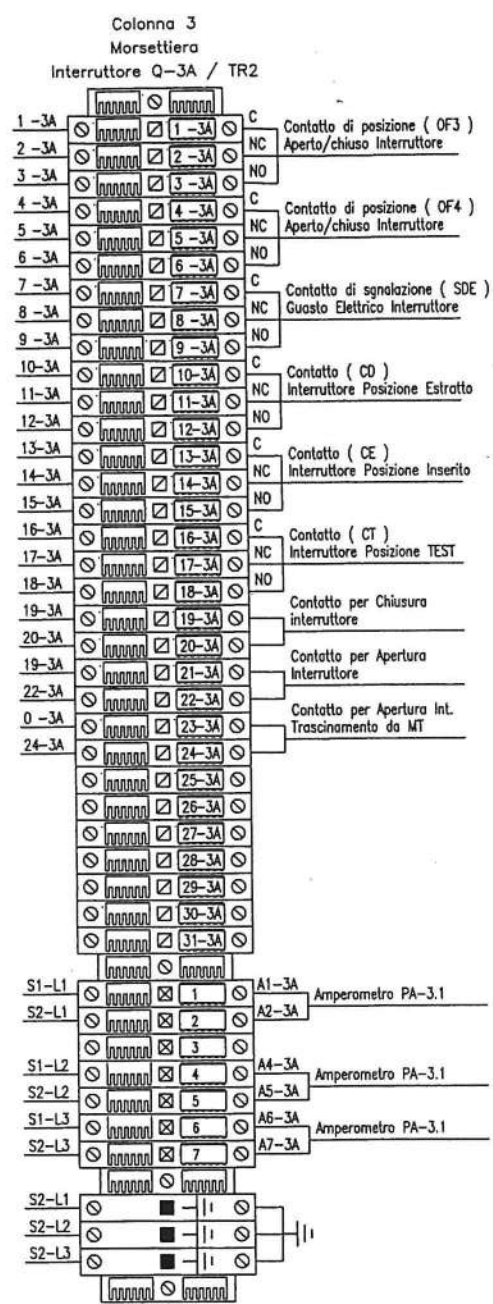 Colonna 3
Morsettiera
Interruttore Q-3A / TR2
1 -3A 1 -3A C Contatto di posizione ( OF3 )
2 -3A 2 -3A NC Aperto/chiuso Interruttore
3 -3A 3 -3A NO
4 -3A 4 -3A C Contatto di posizione ( OF4 )
5 -3A 5 -3A NC Aperto/chiuso Interruttore
6 -3A 6 -3A NO
7 -3A 7 -3A C Contatto di sgnalazione ( SDE )
8 -3A 8 -3A NC Guasto Elettrico Interruttore
9 -3A 9 -3A NO
10-3A 10-3A C Contatto ( CD )
11-3A 11-3A NC Interruttore Posizione Estratto
12-3A 12-3A NO
13-3A 13-3A C Contatto ( CE )
14-3A 14-3A NC Interruttore Posizione Inserito
15-3A 15-3A NO
16-3A 16-3A C Contatto ( CT )
17-3A 17-3A NC Interruttore Posizione TEST
18-3A 18-3A NO
19-3A 19-3A Contatto per Chiusura
20-3A 20-3A interruttore
19-3A 21-3A Contatto per Apertura
22-3A 22-3A Interruttore
0 -3A 23-3A Contatto per Apertura Int.
24-3A 24-3A Trascinamento da MT
25-3A
26-3A
27-3A
28-3A
29-3A
30-3A
31-3A
S1-L1 1 A1-3A Amperometro PA-3.1
S2-L1 2 A2-3A
3
S1-L2 4 A4-3A Amperometro PA-3.1
S2-L2 5 A5-3A
S1-L3 6 A6-3A Amperometro PA-3.1
S2-L3 7 A7-3A
S2-L1
S2-L2
S2-L3